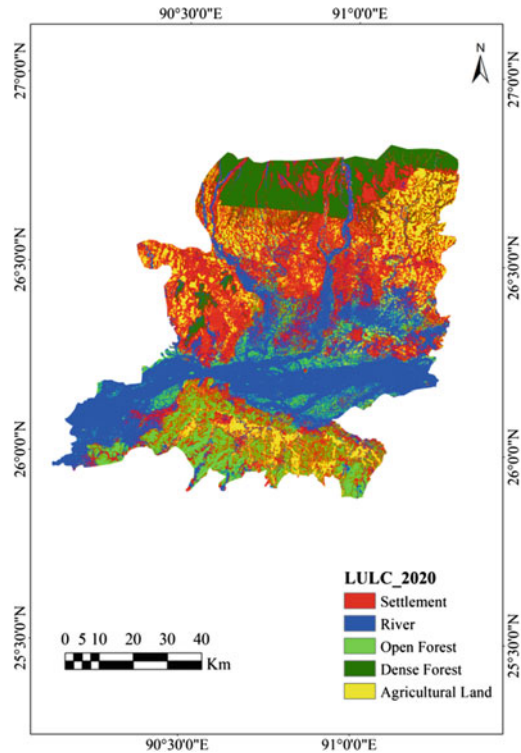 90°30'0"E 91°0'0"E
N
27°0'0"N 27°0'0"N
26°30'0"N 26°30'0"N
26°0'0"N 26°0'0"N
25°30'0"N 25°30'0"N
LULC_2020
Settlement
River
Open Forest
Dense Forest
Agricultural Land
0 5 10 20 30 40
Km
90°30'0"E 91°0'0"E